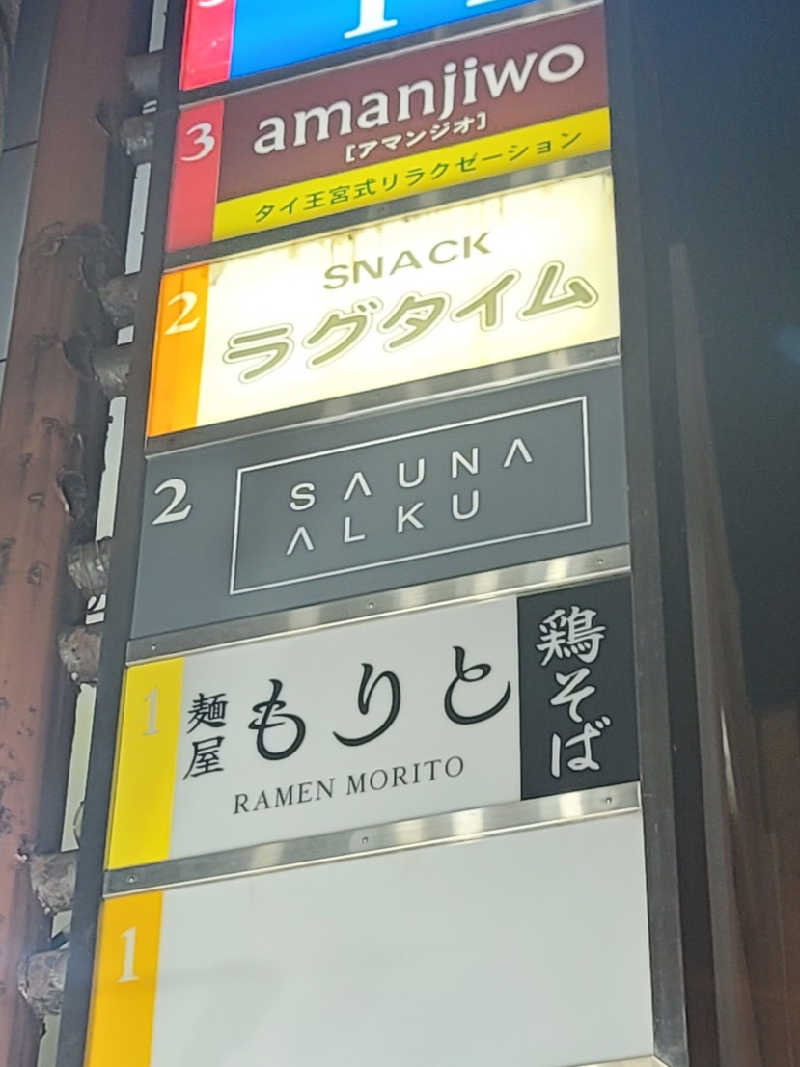 3
amanjiwo
[アマンジオ]
タイ王宮式リラクゼーション
2
SNACK
ラグタイム
2
SAUNA
ALKU
1
麺屋
もりと
RAMEN MORITO
鶏そば
1